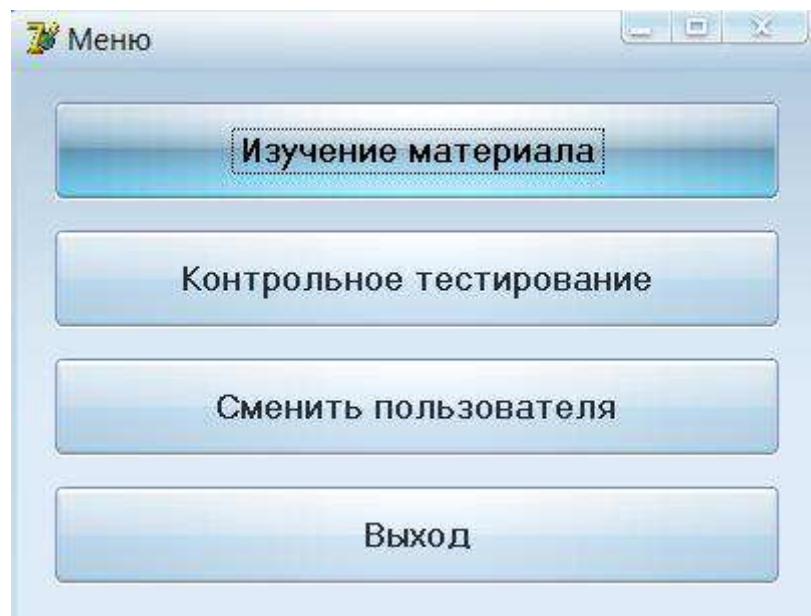 Меню
Изучение материала
Контрольное тестирование
Сменить пользователя
Выход